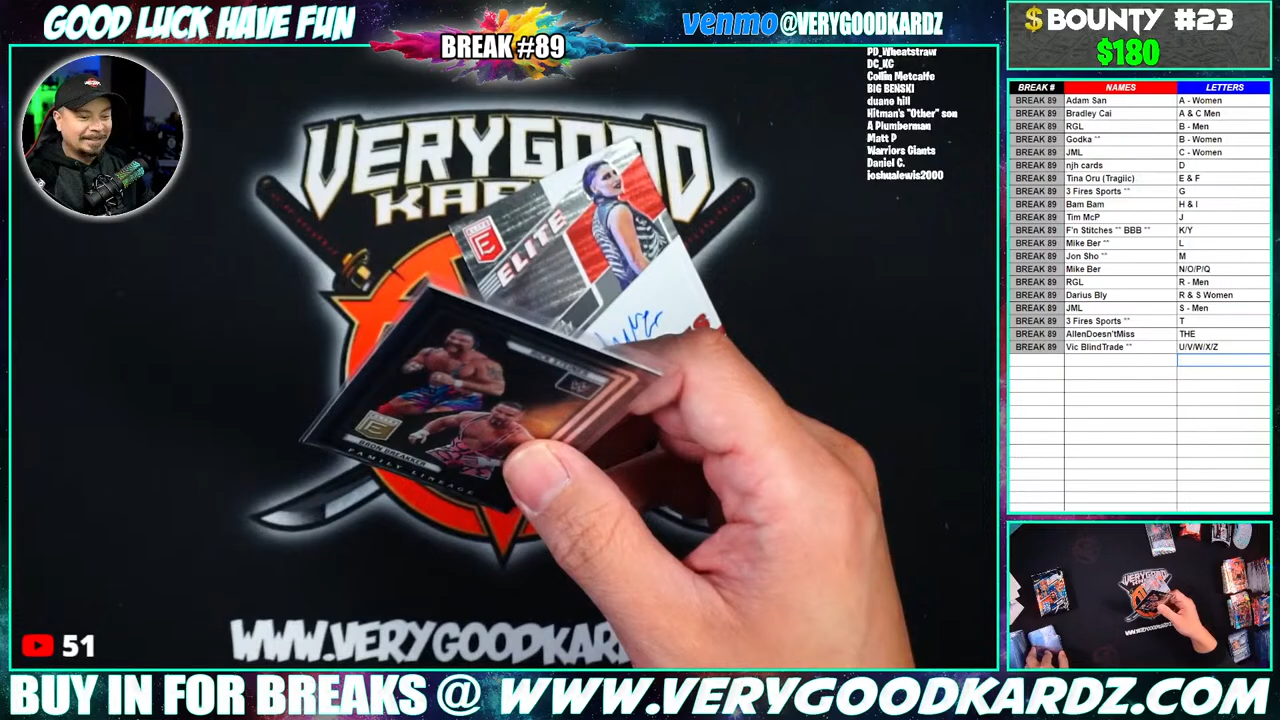 GOOD LUCK HAVE FUN
BREAK #89
venmo @VERYGOODKARDZ
$ BOUNTY #23
$180
PD_Wheatstraw
DC_KC
Collin Metcalfe
BIG BENSKI
duane hill
Hitman's "Other" son
A Plumberman
Matt P
Warriors Giants
Daniel C.
joshualewis2000
BREAK # NAMES LETTERS
BREAK 89 Adam San A - Women
BREAK 89 Bradley Cai A & C Men
BREAK 89 RGL B - Men
BREAK 89 Godka ** B - Women
BREAK 89 JML C - Women
BREAK 89 njh cards D
BREAK 89 Tina Oru (Tragiic) E & F
BREAK 89 3 Fires Sports ** G
BREAK 89 Bam Bam H & I
BREAK 89 Tim McP J
BREAK 89 F'n Stitches ** BBB ** K/Y
BREAK 89 Mike Ber ** L
BREAK 89 Jon Sho ** M
BREAK 89 Mike Ber N/O/P/Q
BREAK 89 RGL R - Men
BREAK 89 Darius Bly R & S Women
BREAK 89 JML S - Men
BREAK 89 3 Fires Sports ** T
BREAK 89 AllenDoesn'tMiss THE
BREAK 89 Vic BlindTrade ** U/V/W/X/Z
VERY GOOD
ELITE
BRON BREAKKER
FAMILY LINEAGE
51
WWW.VERYGOODKAR
BUY IN FOR BREAKS @ WWW.VERYGOODKARDZ.COM